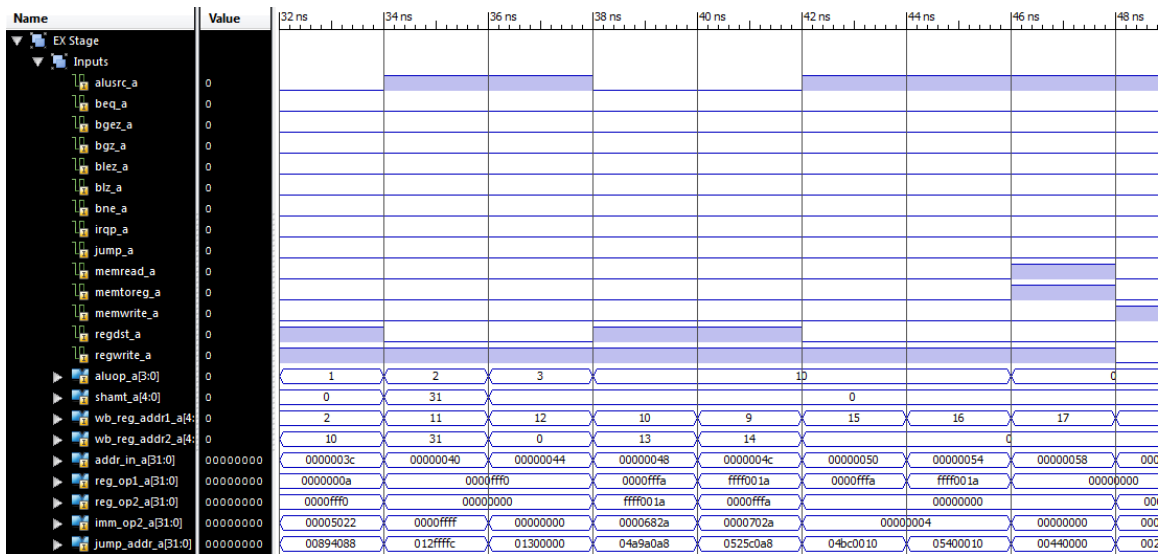 Name Value 32 ns 34 ns 36 ns 38 ns 40 ns 42 ns 44 ns 46 ns 48 ns
EX Stage
Inputs
alusrc_a 0
beq_a 0
bgez_a 0
bgz_a 0
blez_a 0
blz_a 0
bne_a 0
irqp_a 0
jump_a 0
memread_a 0
memtoreg_a 0
memwrite_a 0
regdst_a 0
regwrite_a 0
aluop_a[3:0] 0 1 2 3 10 0
shamt_a[4:0] 0 0 31 0
wb_reg_addr1_a[4: 0 2 11 12 10 9 15 16 17
wb_reg_addr2_a[4: 0 10 31 0 13 14 0
addr_in_a[31:0] 00000000 0000003c 00000040 00000044 00000048 0000004c 00000050 00000054 00000058 000
reg_op1_a[31:0] 00000000 0000000a 0000fff0 0000fffa ffff001a 0000fffa ffff001a 00000000
reg_op2_a[31:0] 00000000 0000fff0 00000000 ffff001a 0000fffa 00000000 00
imm_op2_a[31:0] 00000000 00005022 0000ffff 00000000 0000682a 0000702a 00000004 00000000 000
jump_addr_a[31:0] 00000000 00894088 012ffffc 01300000 04a9a0a8 0525c0a8 04bc0010 05400010 00440000 002